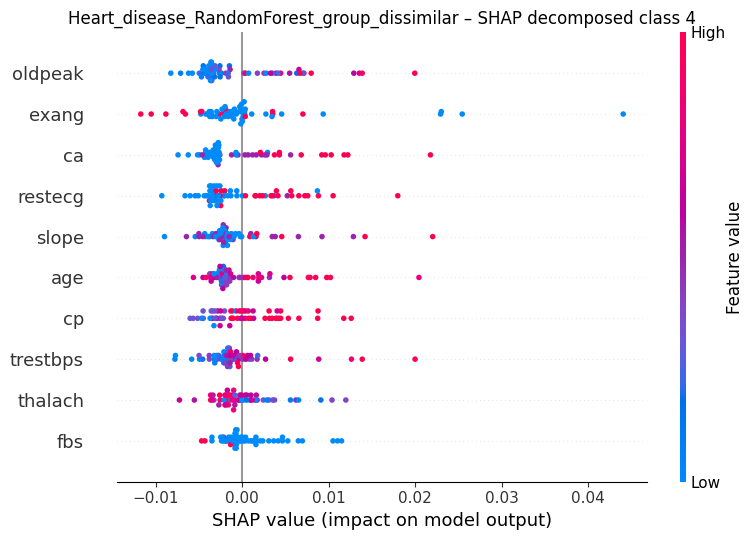 Heart_disease_RandomForest_group_dissimilar – SHAP decomposed class 4
High
oldpeak
exang
ca
restecg
slope
age
cp
trestbps
thalach
fbs
Feature value
Low
−0.01 0.00 0.01 0.02 0.03 0.04
SHAP value (impact on model output)